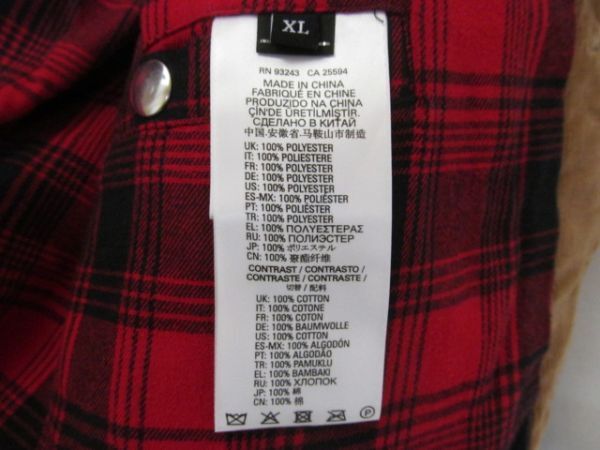 XL
RN 93243 CA 25594
MADE IN CHINA
FABRIQUÉ EN CHINE
PRODUZIDO NA CHINA
ÇIN'DE ÜRETİLMİŞTİR.
СДЕЛАНО В КИТАЙ
中国·安徽省·马鞍山市制造
UK: 100% POLYESTER
IT: 100% POLIESTERE
FR: 100% POLYESTER
DE: 100% POLYESTER
US: 100% POLYESTER
ES-MX: 100% POLIÉSTER
PT: 100% POLIÉSTER
TR: 100% POLYESTER
EL: 100% ΠΟΛΥΕΣΤΕΡΑΣ
RU: 100% ПОЛИЭСТЕР
JP: 100% ポリエステル
CN: 100% 聚酯纤维
CONTRAST / CONTRASTO /
CONTRASTE / CONTRASTE /
切替 / 配料
UK: 100% COTTON
IT: 100% COTONE
FR: 100% COTON
DE: 100% BAUMWOLLE
US: 100% COTTON
ES-MX: 100% ALGODÓN
PT: 100% ALGODÃO
TR: 100% PAMUKLU
EL: 100% ΒΑΜΒΑΚΙ
RU: 100% ХЛОПОК
JP: 100% 綿
CN: 100% 棉
P